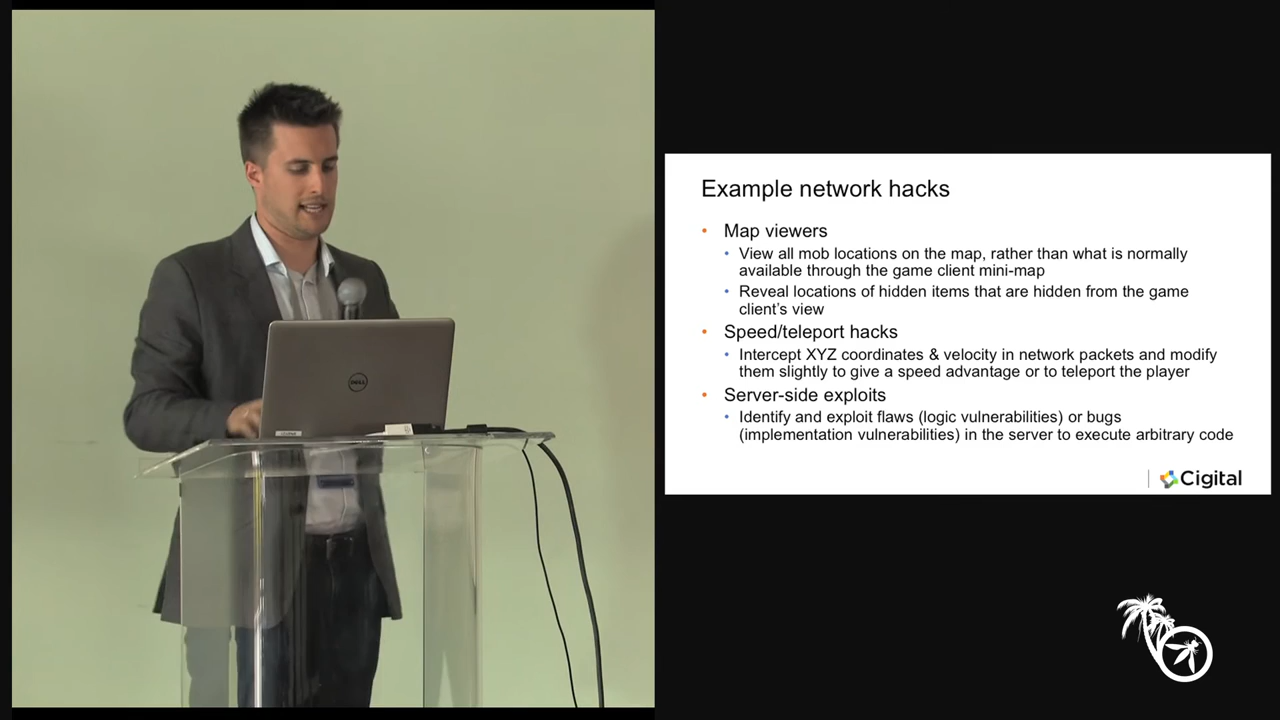 Example network hacks
• Map viewers
• View all mob locations on the map, rather than what is normally
available through the game client mini-map
• Reveal locations of hidden items that are hidden from the game
client's view
• Speed/teleport hacks
• Intercept XYZ coordinates & velocity in network packets and modify
them slightly to give a speed advantage or to teleport the player
• Server-side exploits
• Identify and exploit flaws (logic vulnerabilities) or bugs
(implementation vulnerabilities) in the server to execute arbitrary code
Cigital
DELL